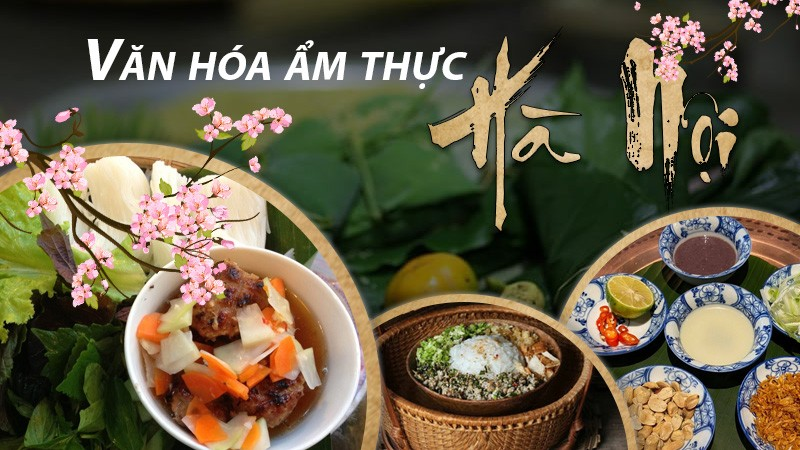 VĂN HÓA ẨM THỰC
Hà Nội